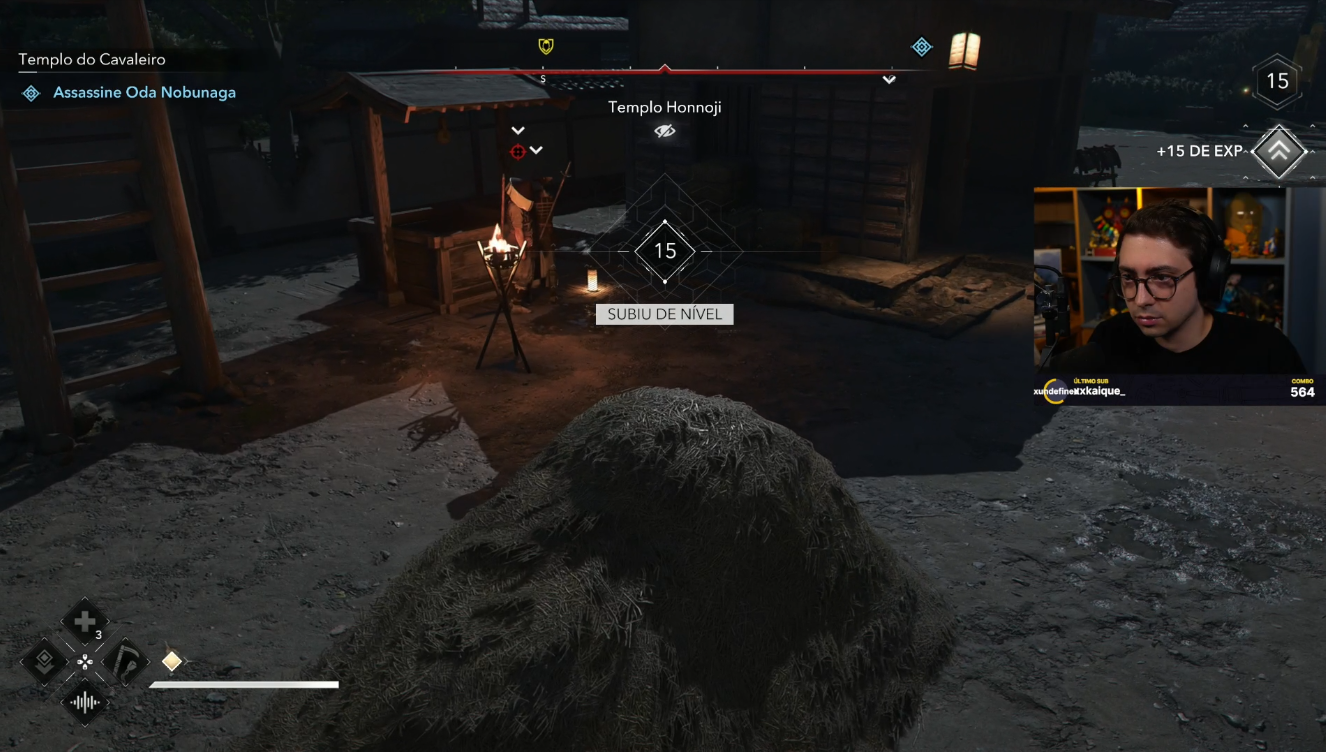 Templo do Cavaleiro
Assassine Oda Nobunaga
S
Templo Honnoji
15
+15 DE EXP
15
SUBIU DE NÍVEL
ÚLTIMO SUB
xxkaique_
COMBO
564
3